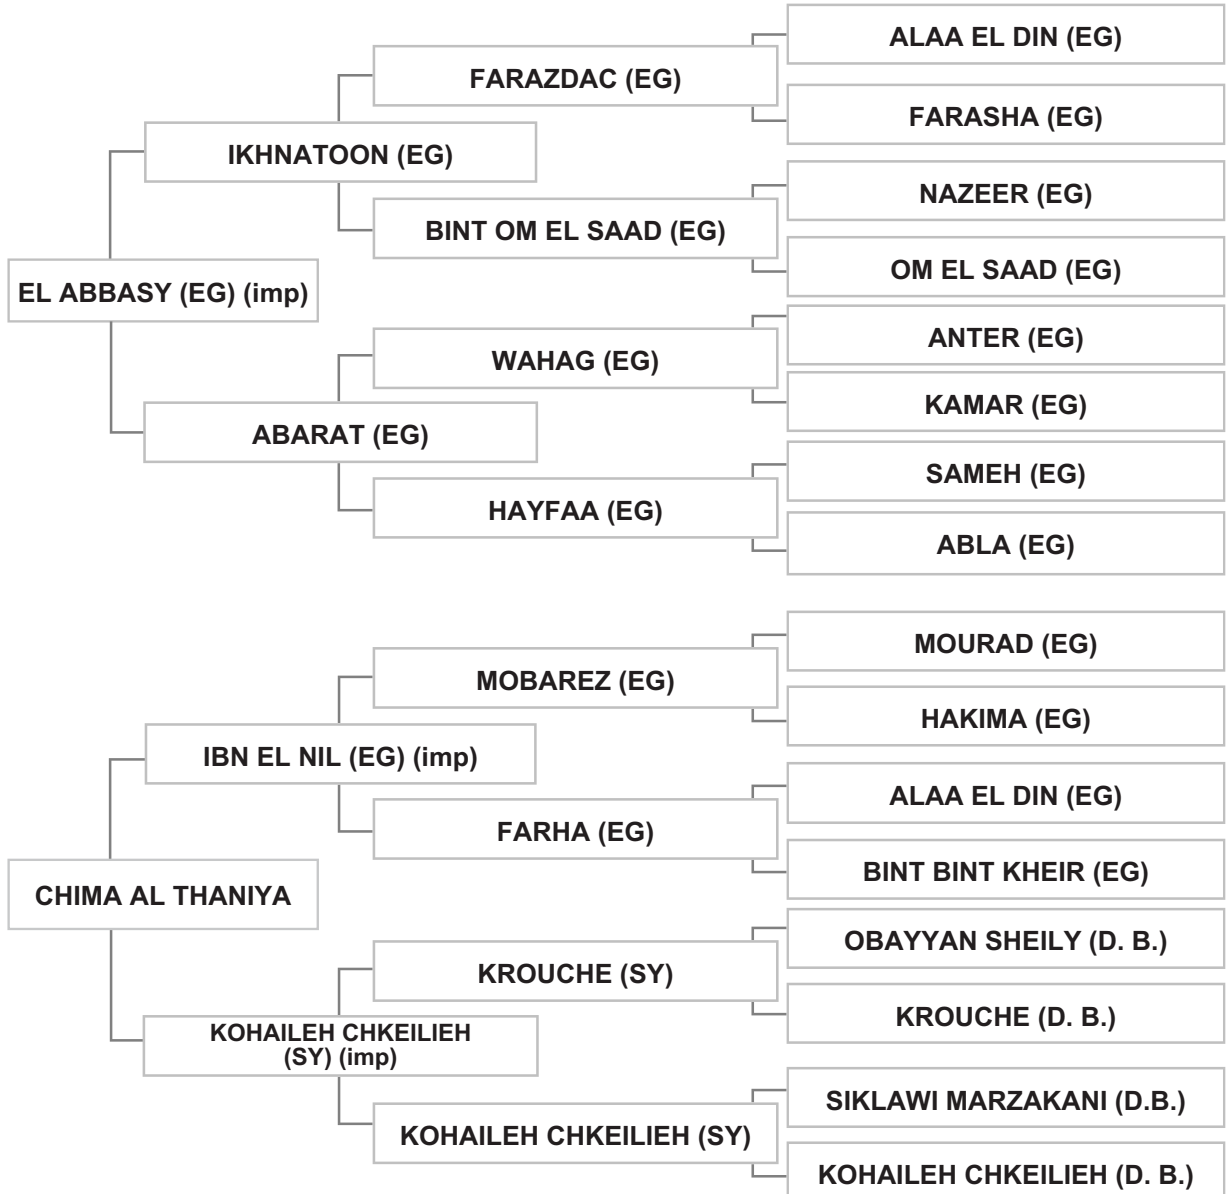 ALAA EL DIN (EG)
FARAZDAC (EG)
FARASHA (EG)
IKHNATOON (EG)
NAZEER (EG)
BINT OM EL SAAD (EG)
OM EL SAAD (EG)
EL ABBASY (EG) (imp)
ANTER (EG)
WAHAG (EG)
KAMAR (EG)
ABARAT (EG)
SAMEH (EG)
HAYFAA (EG)
ABLA (EG)
MOURAD (EG)
MOBAREZ (EG)
HAKIMA (EG)
IBN EL NIL (EG) (imp)
ALAA EL DIN (EG)
FARHA (EG)
BINT BINT KHEIR (EG)
CHIMA AL THANIYA
OBAYYAN SHEILY (D. B.)
KROUCHE (SY)
KROUCHE (D. B.)
KOHAILEH CHKEILIEH
(SY) (imp)
SIKLAWI MARZAKANI (D.B.)
KOHAILEH CHKEILIEH (SY)
KOHAILEH CHKEILIEH (D. B.)